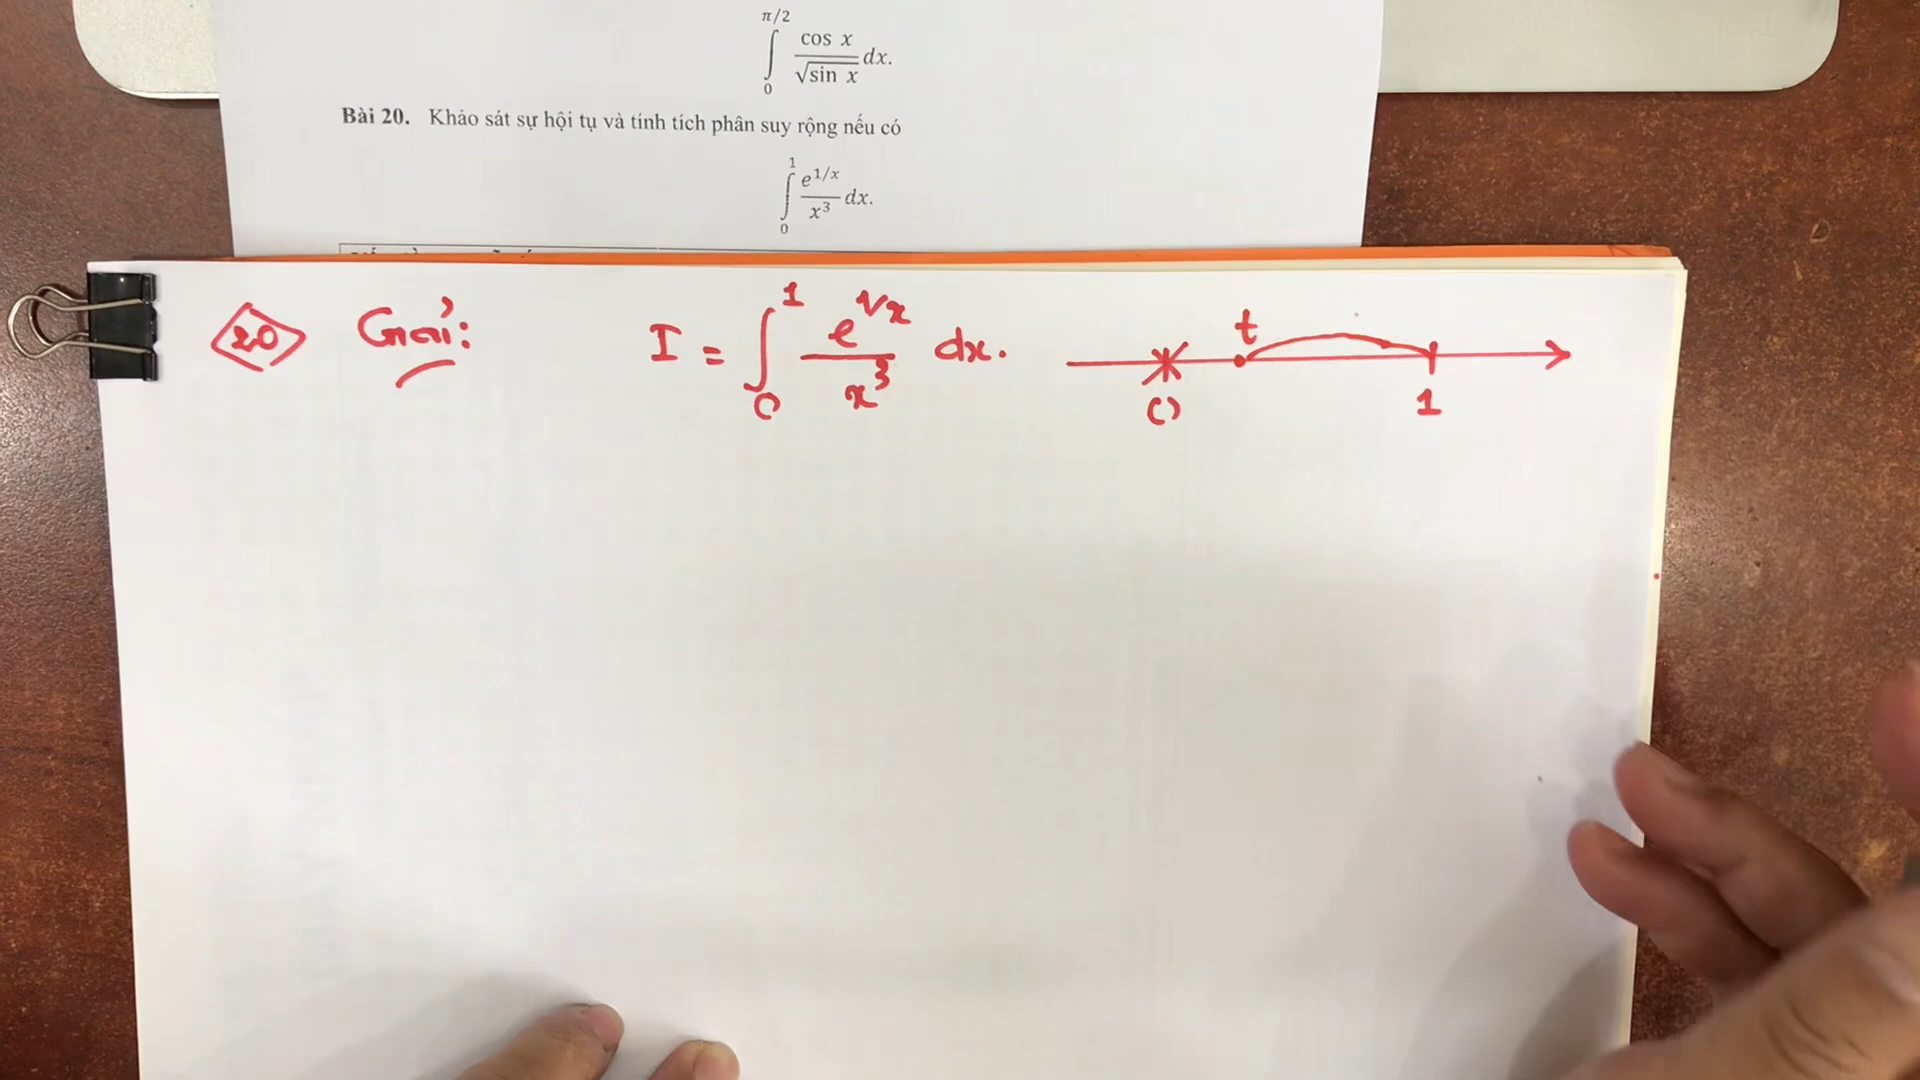 π/2
∫ cos x / √sin x dx.
0
Bài 20. Khảo sát sự hội tụ và tính tích phân suy rộng nếu có
1
∫ e^{1/x} / x^3 dx.
0
20 Giải: I = ∫_0^1 e^{1/x} / x^3 dx. t
0 1